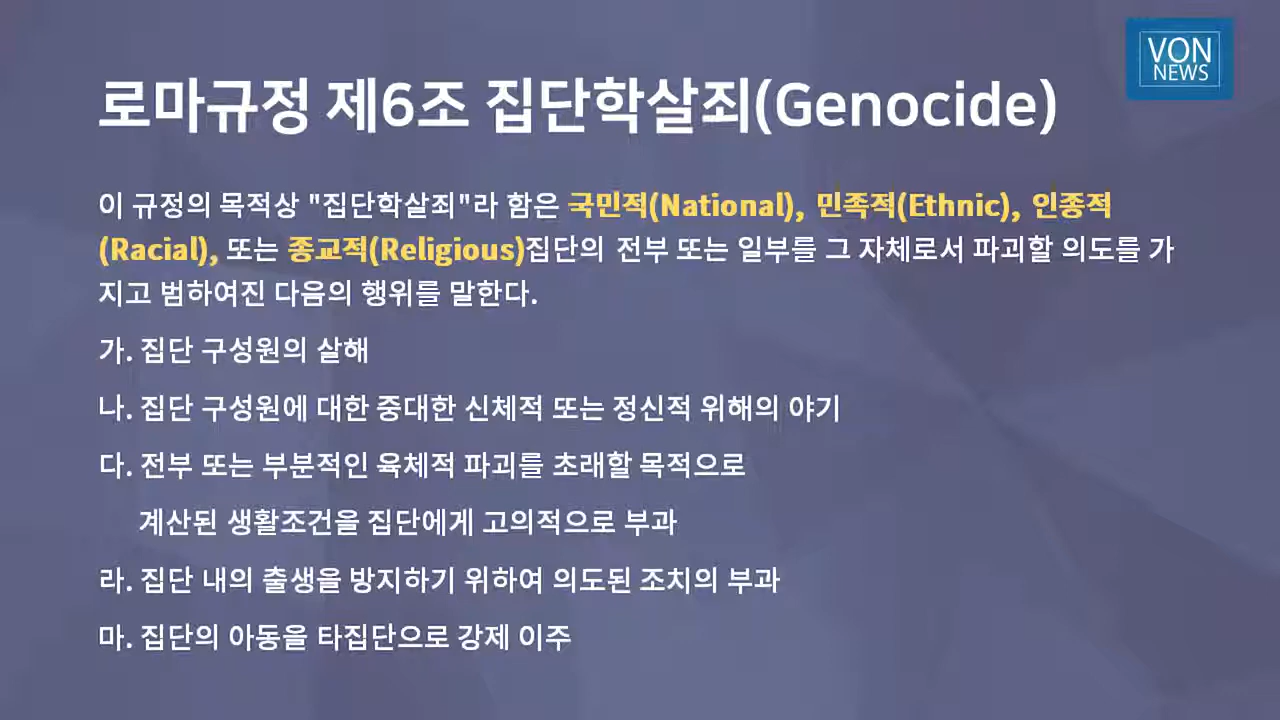 VON
NEWS
로마규정 제6조 집단학살죄(Genocide)
이 규정의 목적상 "집단학살죄"라 함은 국민적(National), 민족적(Ethnic), 인종적
(Racial), 또는 종교적(Religious)집단의 전부 또는 일부를 그 자체로서 파괴할 의도를 가
지고 범하여진 다음의 행위를 말한다.
가. 집단 구성원의 살해
나. 집단 구성원에 대한 중대한 신체적 또는 정신적 위해의 야기
다. 전부 또는 부분적인 육체적 파괴를 초래할 목적으로
계산된 생활조건을 집단에게 고의적으로 부과
라. 집단 내의 출생을 방지하기 위하여 의도된 조치의 부과
마. 집단의 아동을 타집단으로 강제 이주